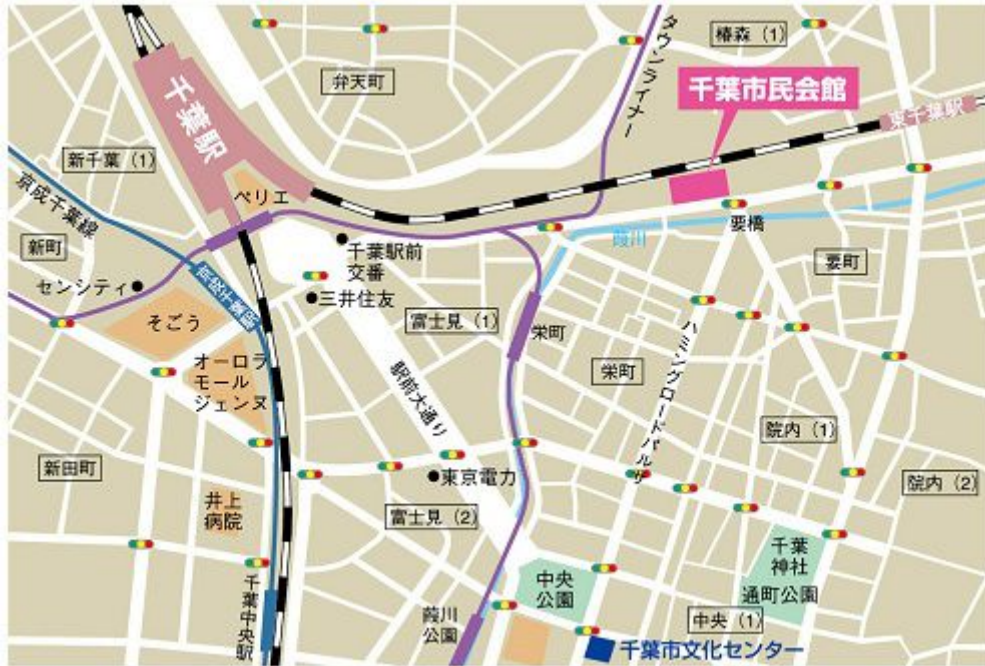 椿森（1）
タウンライナー
弁天町
千葉市民会館
千葉駅
東千葉駅
新千葉（1）
ペリエ
京成千葉線
葭川
要橋
新町
千葉駅前
交番
要町
センシティ
京成千葉駅
三井住友
そごう
富士見（1）
栄町
ハミングロードパルサ
オーロラ
モール
ジェンヌ
栄町
駅前大通り
院内（1）
新田町
東京電力
院内（2）
井上
病院
富士見（2）
千葉
神社
通町公園
中央
公園
千葉中央駅
葭川
公園
中央（1）
千葉市文化センター